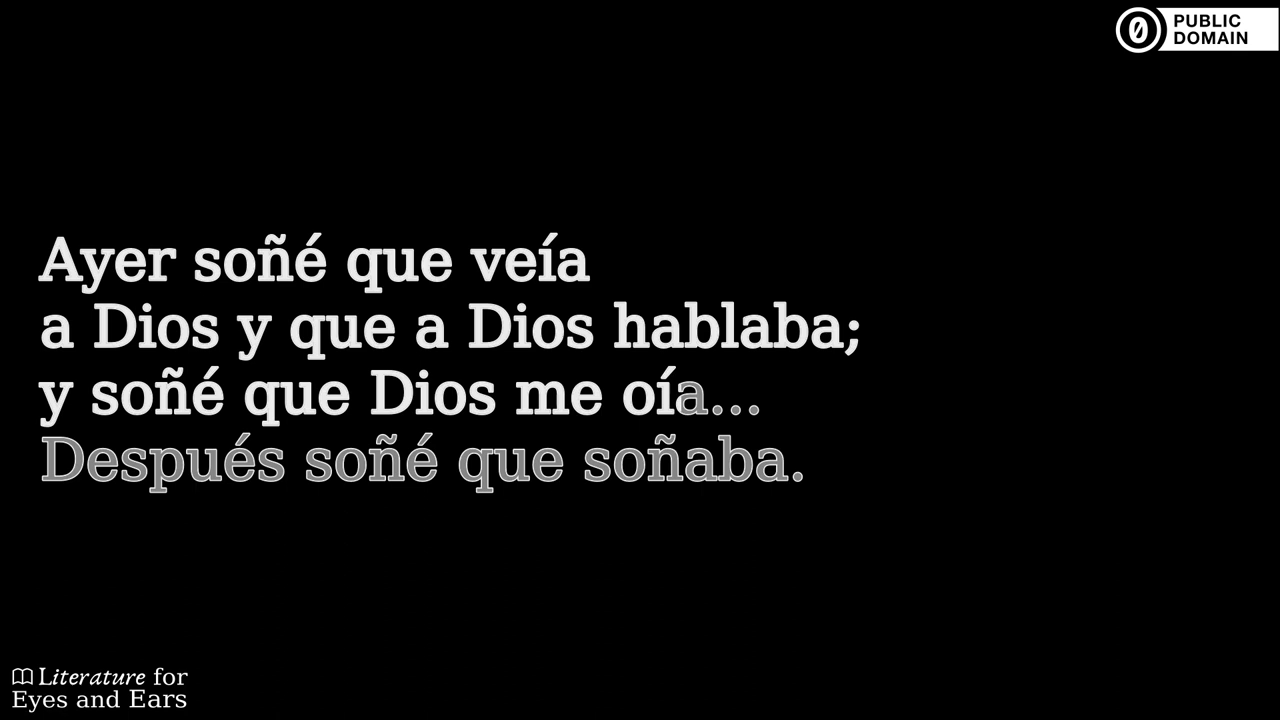 PUBLIC
DOMAIN
Ayer soñé que veía
a Dios y que a Dios hablaba;
y soñé que Dios me oía...
Después soñé que soñaba.
Literature for
Eyes and Ears